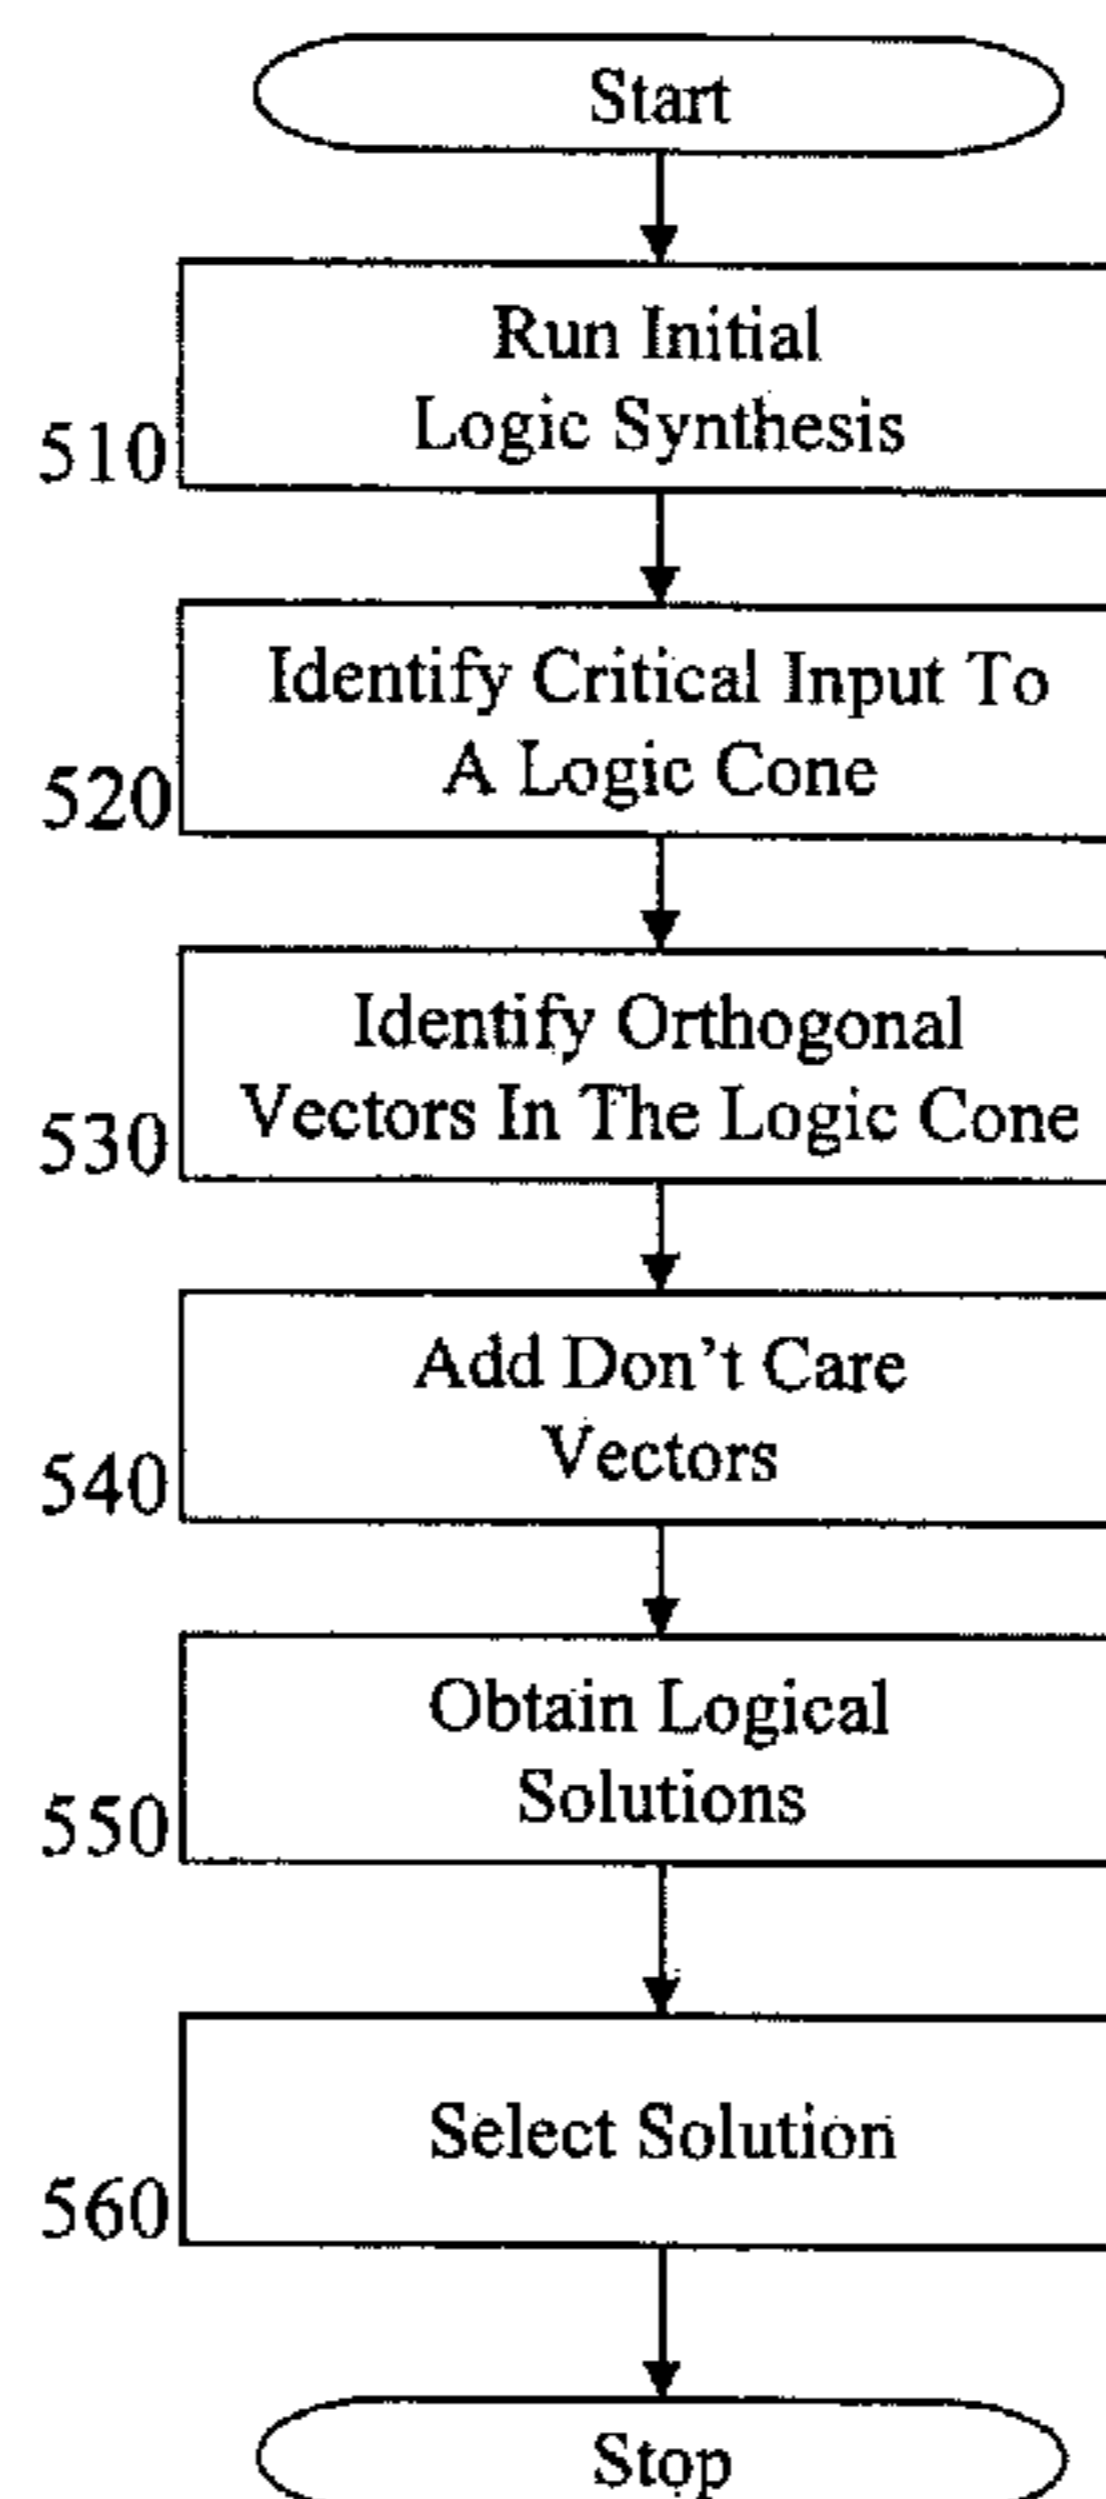 Start
Run Initial
Logic Synthesis
510
Identify Critical Input To
A Logic Cone
520
Identify Orthogonal
Vectors In The Logic Cone
530
Add Don't Care
Vectors
540
Obtain Logical
Solutions
550
Select Solution
560
Stop